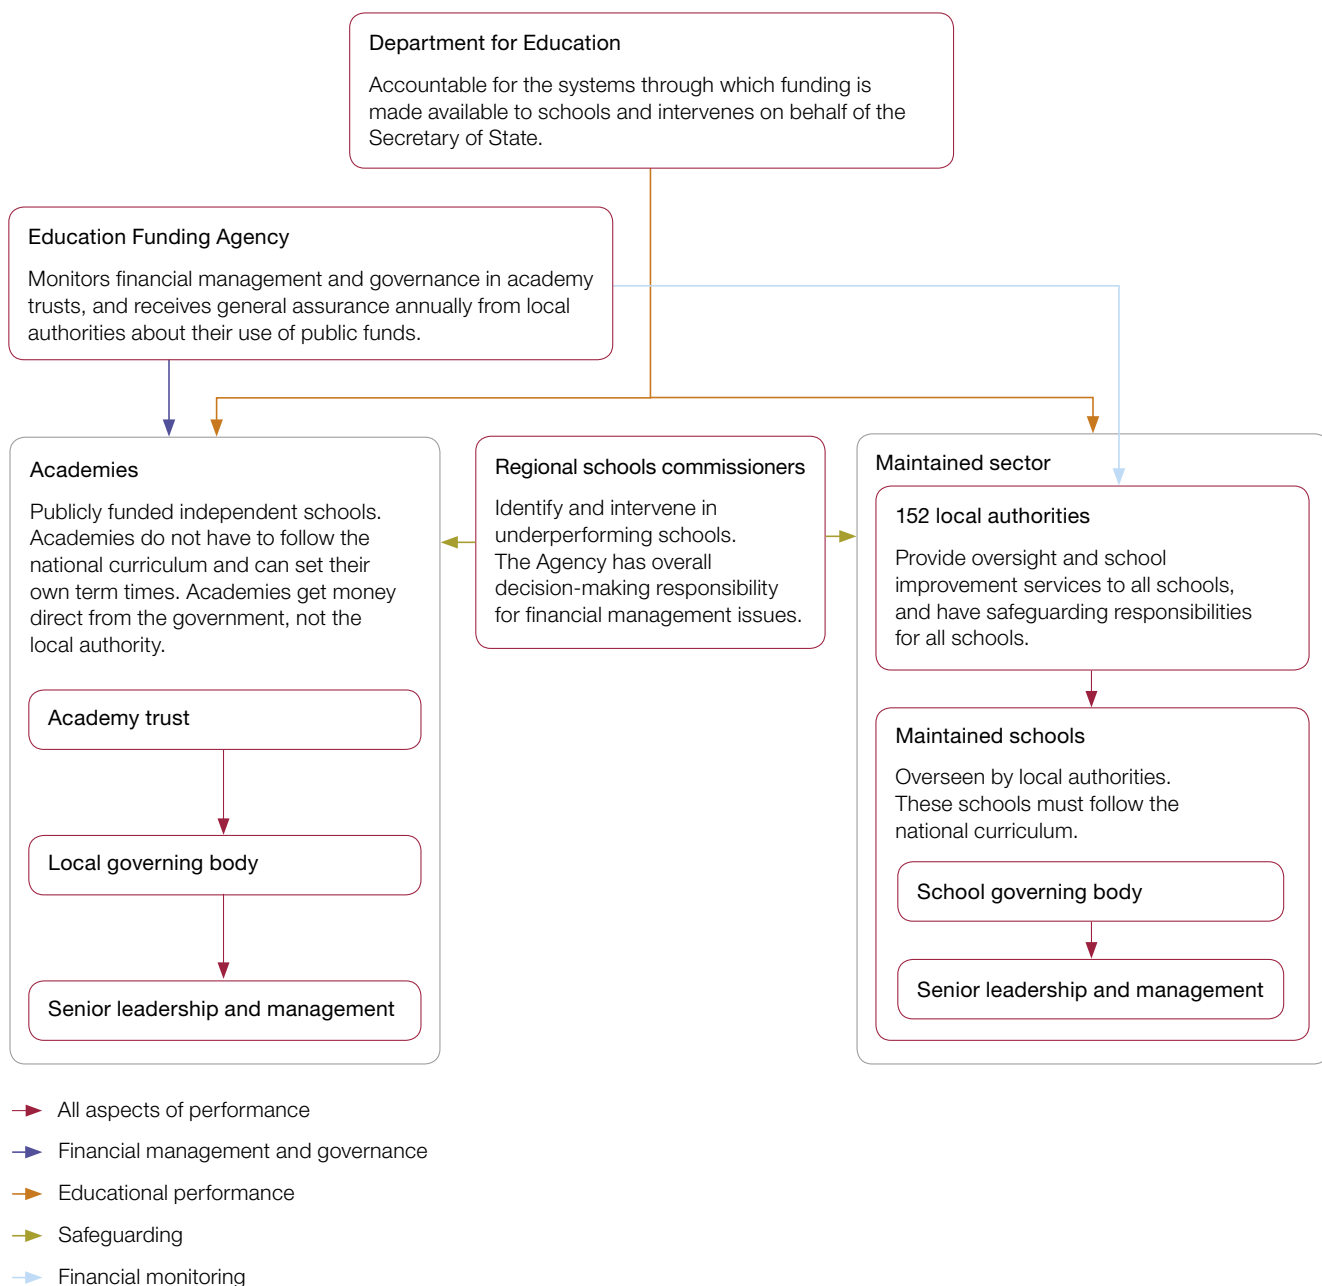 Department for Education
Accountable for the systems through which funding is
made available to schools and intervenes on behalf of the
Secretary of State.
Education Funding Agency
Monitors financial management and governance in academy
trusts, and receives general assurance annually from local
authorities about their use of public funds.
Academies
Publicly funded independent schools.
Academies do not have to follow the
national curriculum and can set their
own term times. Academies get money
direct from the government, not the
local authority.
Academy trust
Local governing body
Senior leadership and management
Regional schools commissioners
Identify and intervene in
underperforming schools.
The Agency has overall
decision-making responsibility
for financial management issues.
Maintained sector
152 local authorities
Provide oversight and school
improvement services to all schools,
and have safeguarding responsibilities
for all schools.
Maintained schools
Overseen by local authorities.
These schools must follow the
national curriculum.
School governing body
Senior leadership and management
All aspects of performance
Financial management and governance
Educational performance
Safeguarding
Financial monitoring